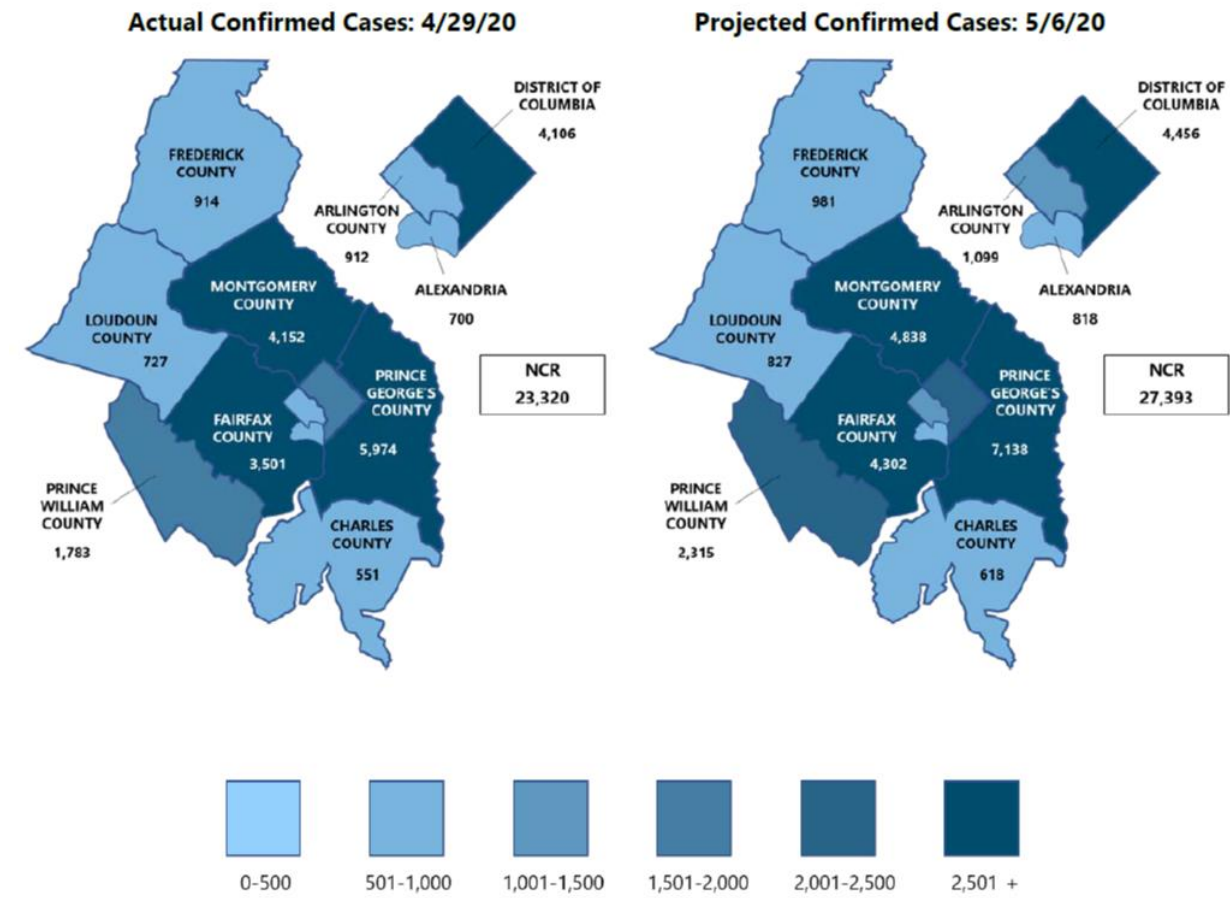 Actual Confirmed Cases: 4/29/20
DISTRICT OF
COLUMBIA
4,106
FREDERICK
COUNTY
914
ARLINGTON
COUNTY
912
ALEXANDRIA
700
MONTGOMERY
COUNTY
4,152
LOUDOUN
COUNTY
727
NCR
23,320
PRINCE
GEORGE'S
COUNTY
5,974
FAIRFAX
COUNTY
3,501
PRINCE
WILLIAM
COUNTY
1,783
CHARLES
COUNTY
551
Projected Confirmed Cases: 5/6/20
DISTRICT OF
COLUMBIA
4,456
FREDERICK
COUNTY
981
ARLINGTON
COUNTY
1,099
ALEXANDRIA
818
MONTGOMERY
COUNTY
4,838
LOUDOUN
COUNTY
827
NCR
27,393
PRINCE
GEORGE'S
COUNTY
7,138
FAIRFAX
COUNTY
4,302
PRINCE
WILLIAM
COUNTY
2,315
CHARLES
COUNTY
618
0-500
501-1,000
1,001-1,500
1,501-2,000
2,001-2,500
2,501 +